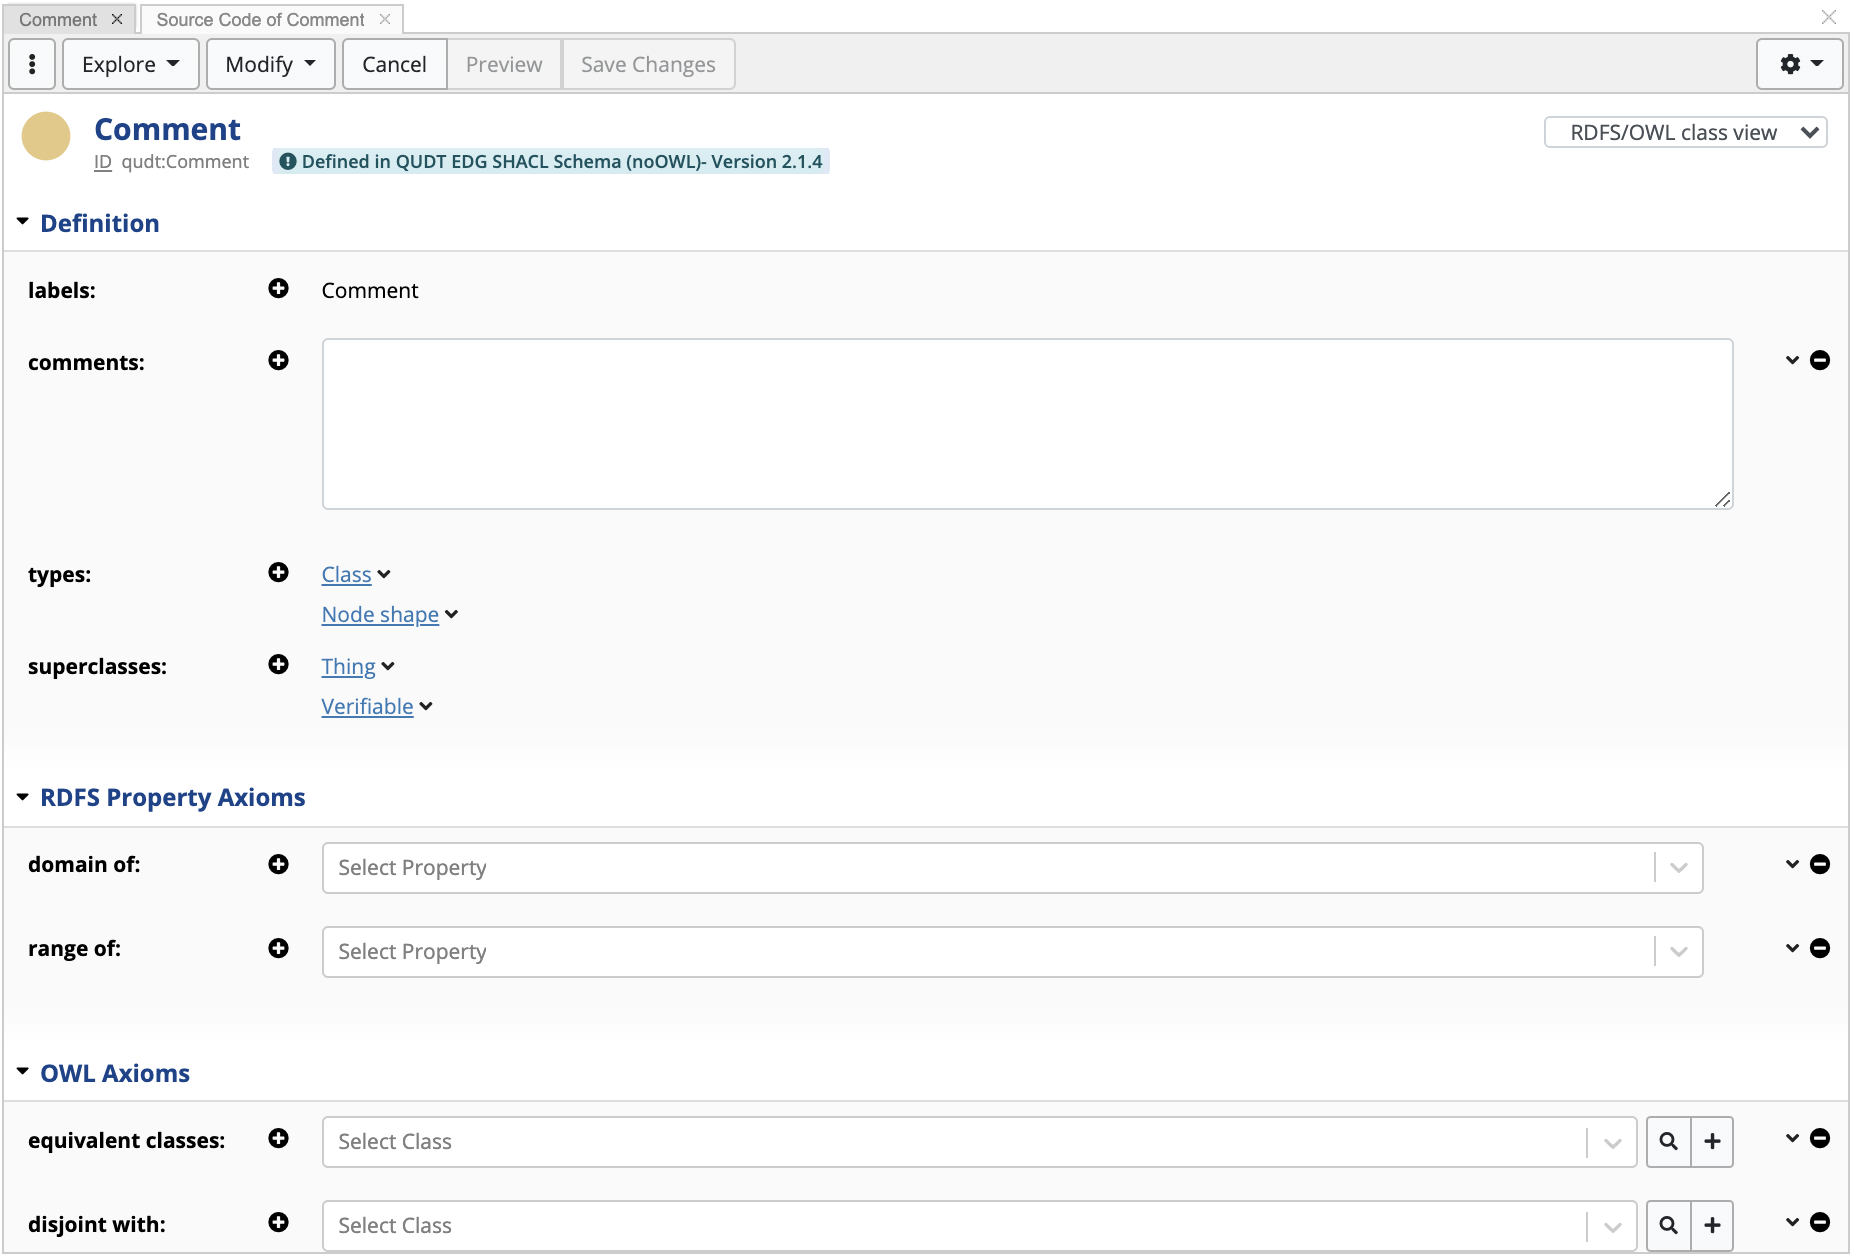 Comment
Source Code of Comment
Explore
Modify
Cancel
Preview
Save Changes
Comment
RDFS/OWL class view
ID qudt:Comment
Defined in QUDT EDG SHACL Schema (noOWL)- Version 2.1.4
Definition
labels:
Comment
comments:
types:
Class
Node shape
superclasses:
Thing
Verifiable
RDFS Property Axioms
domain of:
Select Property
range of:
Select Property
OWL Axioms
equivalent classes:
Select Class
disjoint with:
Select Class